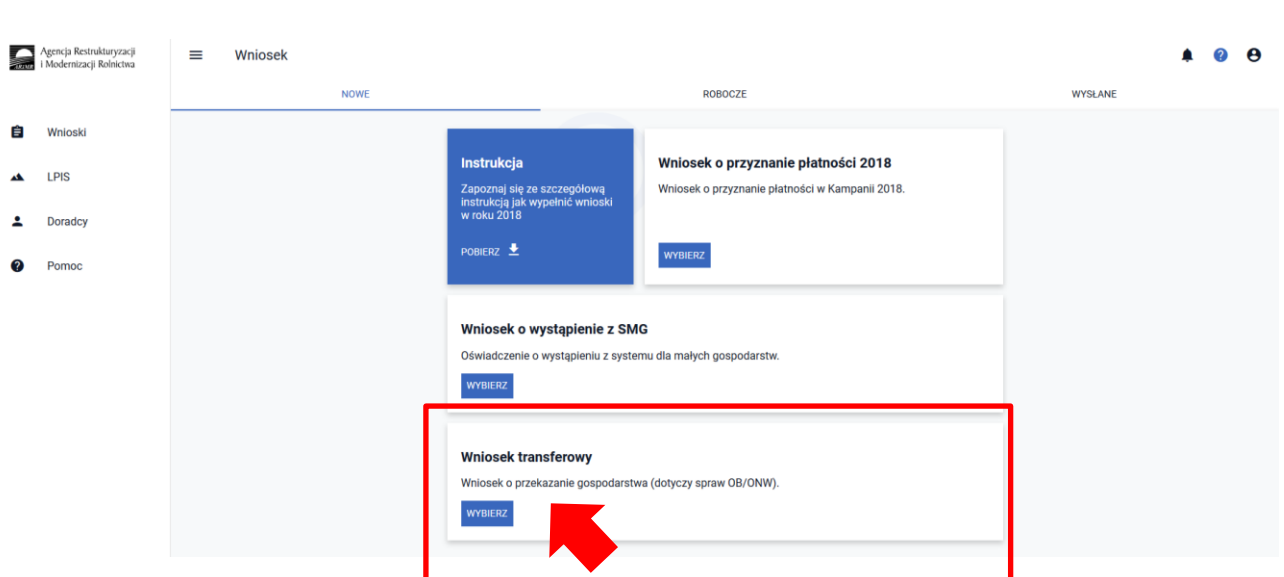 Agencja Restrukturyzacji
i Modernizacji Rolnictwa
Wniosek
NOWE
ROBOCZE
WYSŁANE
Wnioski
LPIS
Doradcy
Pomoc
Instrukcja
Zapoznaj się ze szczegółową
instrukcją jak wypełnić wnioski
w roku 2018
POBIERZ
Wniosek o przyznanie płatności 2018
Wniosek o przyznanie płatności w Kampanii 2018.
WYBIERZ
Wniosek o wystąpienie z SMG
Oświadczenie o wystąpieniu z systemu dla małych gospodarstw.
WYBIERZ
Wniosek transferowy
Wniosek o przekazanie gospodarstwa (dotyczy spraw OB/ONW).
WYBIERZ